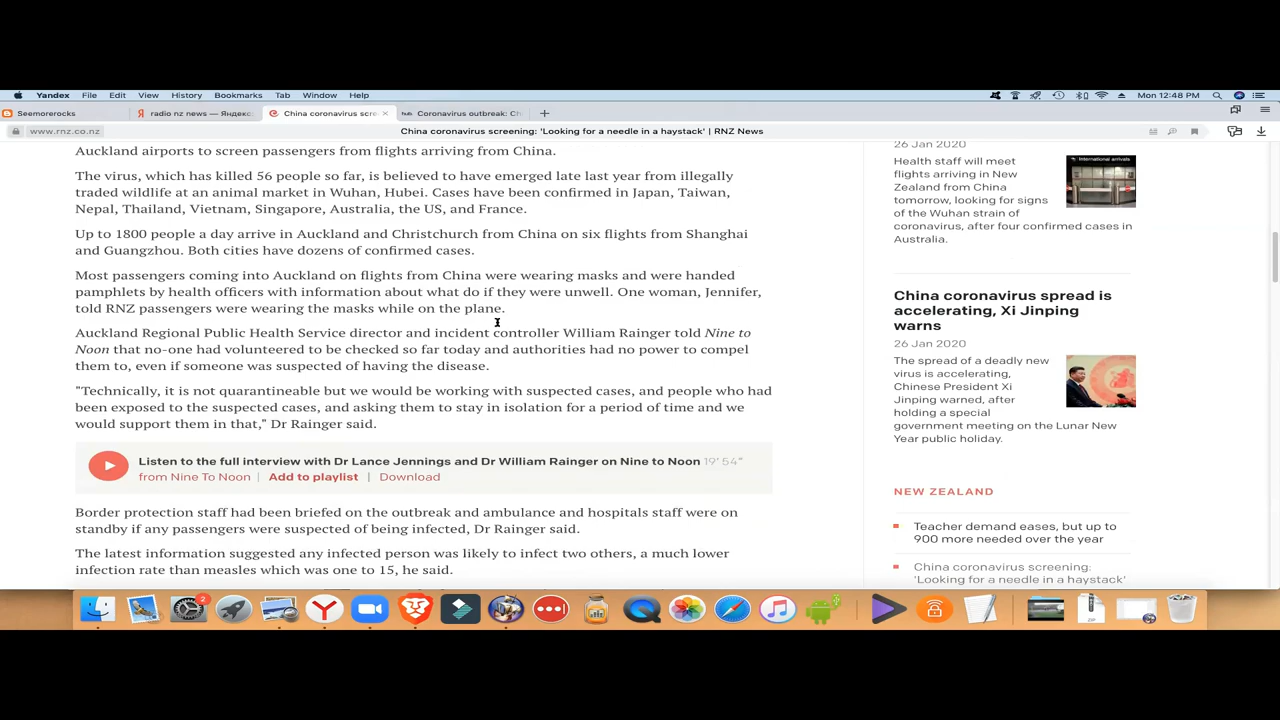 Yandex File Edit View History Bookmarks Tab Window Help Mon 12:48 PM
Seemorerocks radio nz news — Яндекс China coronavirus scre Coronavirus outbreak: Ch
www.rnz.co.nz China coronavirus screening: 'Looking for a needle in a haystack' | RNZ News
Auckland airports to screen passengers from flights arriving from China.
The virus, which has killed 56 people so far, is believed to have emerged late last year from illegally
traded wildlife at an animal market in Wuhan, Hubei. Cases have been confirmed in Japan, Taiwan,
Nepal, Thailand, Vietnam, Singapore, Australia, the US, and France.
Up to 1800 people a day arrive in Auckland and Christchurch from China on six flights from Shanghai
and Guangzhou. Both cities have dozens of confirmed cases.
Most passengers coming into Auckland on flights from China were wearing masks and were handed
pamphlets by health officers with information about what do if they were unwell. One woman, Jennifer,
told RNZ passengers were wearing the masks while on the plane.
Auckland Regional Public Health Service director and incident controller William Rainger told Nine to
Noon that no-one had volunteered to be checked so far today and authorities had no power to compel
them to, even if someone was suspected of having the disease.
"Technically, it is not quarantineable but we would be working with suspected cases, and people who had
been exposed to the suspected cases, and asking them to stay in isolation for a period of time and we
would support them in that," Dr Rainger said.
Listen to the full interview with Dr Lance Jennings and Dr William Rainger on Nine to Noon 19′ 54″
from Nine To Noon | Add to playlist | Download
Border protection staff had been briefed on the outbreak and ambulance and hospitals staff were on
standby if any passengers were suspected of being infected, Dr Rainger said.
The latest information suggested any infected person was likely to infect two others, a much lower
infection rate than measles which was one to 15, he said.
26 Jan 2020
Health staff will meet
flights arriving in New
Zealand from China
tomorrow, looking for signs
of the Wuhan strain of
coronavirus, after four confirmed cases in
Australia.
International arrivals
China coronavirus spread is
accelerating, Xi Jinping
warns
26 Jan 2020
The spread of a deadly new
virus is accelerating,
Chinese President Xi
Jinping warned, after
holding a special
government meeting on the Lunar New
Year public holiday.
NEW ZEALAND
Teacher demand eases, but up to
900 more needed over the year
China coronavirus screening:
'Looking for a needle in a haystack'
2
ZIP